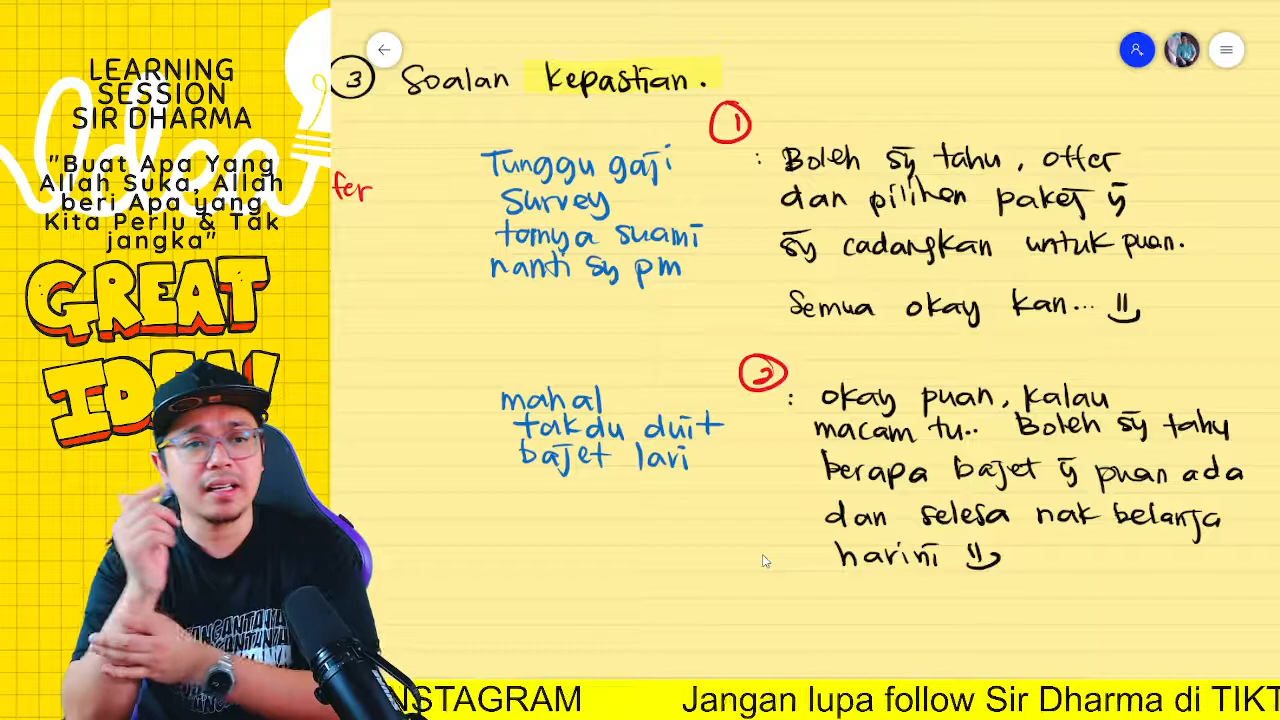 LEARNING
SESSION
SIR DHARMA
"Buat Apa Yang
Allah Suka, Allah
beri Apa yang
Kita Perlu & Tak
jangka"
GREAT
IDEA!
3 Soalan kepastian.
fer
Tunggu gaji
Survey
tanya suami
nanti sy pm
1
: Boleh sy tahu, offer
dan pilihan pakej y
sy cadangkan untuk puan.
Semua okay kan...
mahal
takdu duit
bajet lari
2
: okay puan, kalau
macam tu.. Boleh sy tahu
berapa bajet y puan ada
dan selesa nak belanja
harini
NSTAGRAM Jangan lupa follow Sir Dharma di TIKT